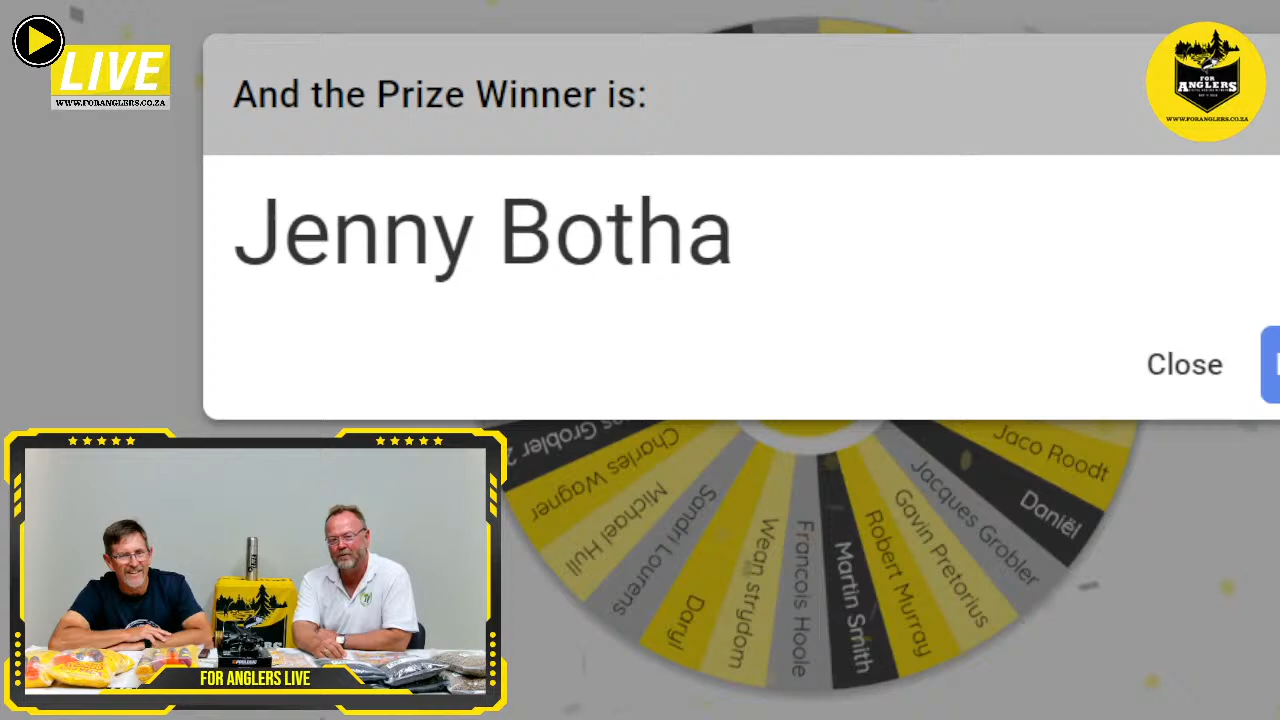 LIVE
WWW.FORANGLERS.CO.ZA
And the Prize Winner is:
FOR
ANGLERS
WWW.FORANGLERS.CO.ZA
Jenny Botha
Close
Charles Wagner
Michael Hull
Sandri Lourens
Daryl
Wean strydom
Francois Hoole
Martin Smith
Robert Murray
Gavin Pretorius
Jacques Grobler
Daniël
Jaco Roodt
FOR ANGLERS LIVE